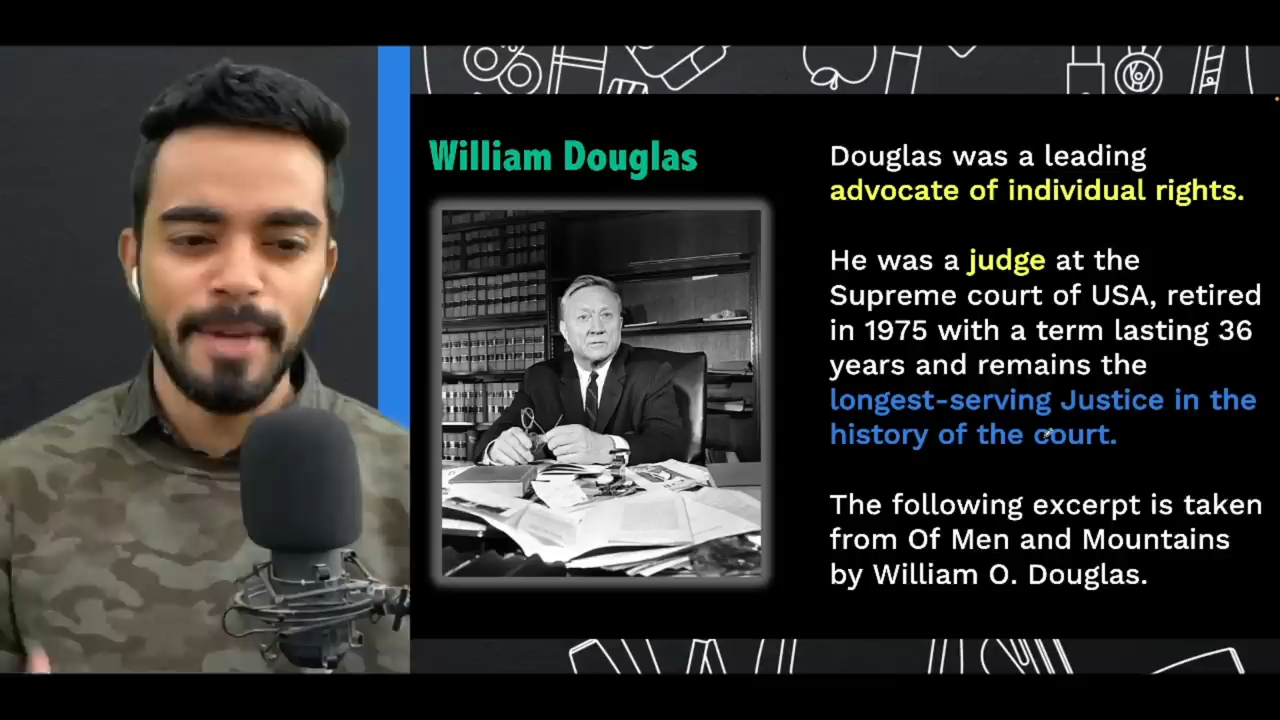 William Douglas
Douglas was a leading
advocate of individual rights.
He was a judge at the
Supreme court of USA, retired
in 1975 with a term lasting 36
years and remains the
longest-serving Justice in the
history of the court.
The following excerpt is taken
from Of Men and Mountains
by William O. Douglas.